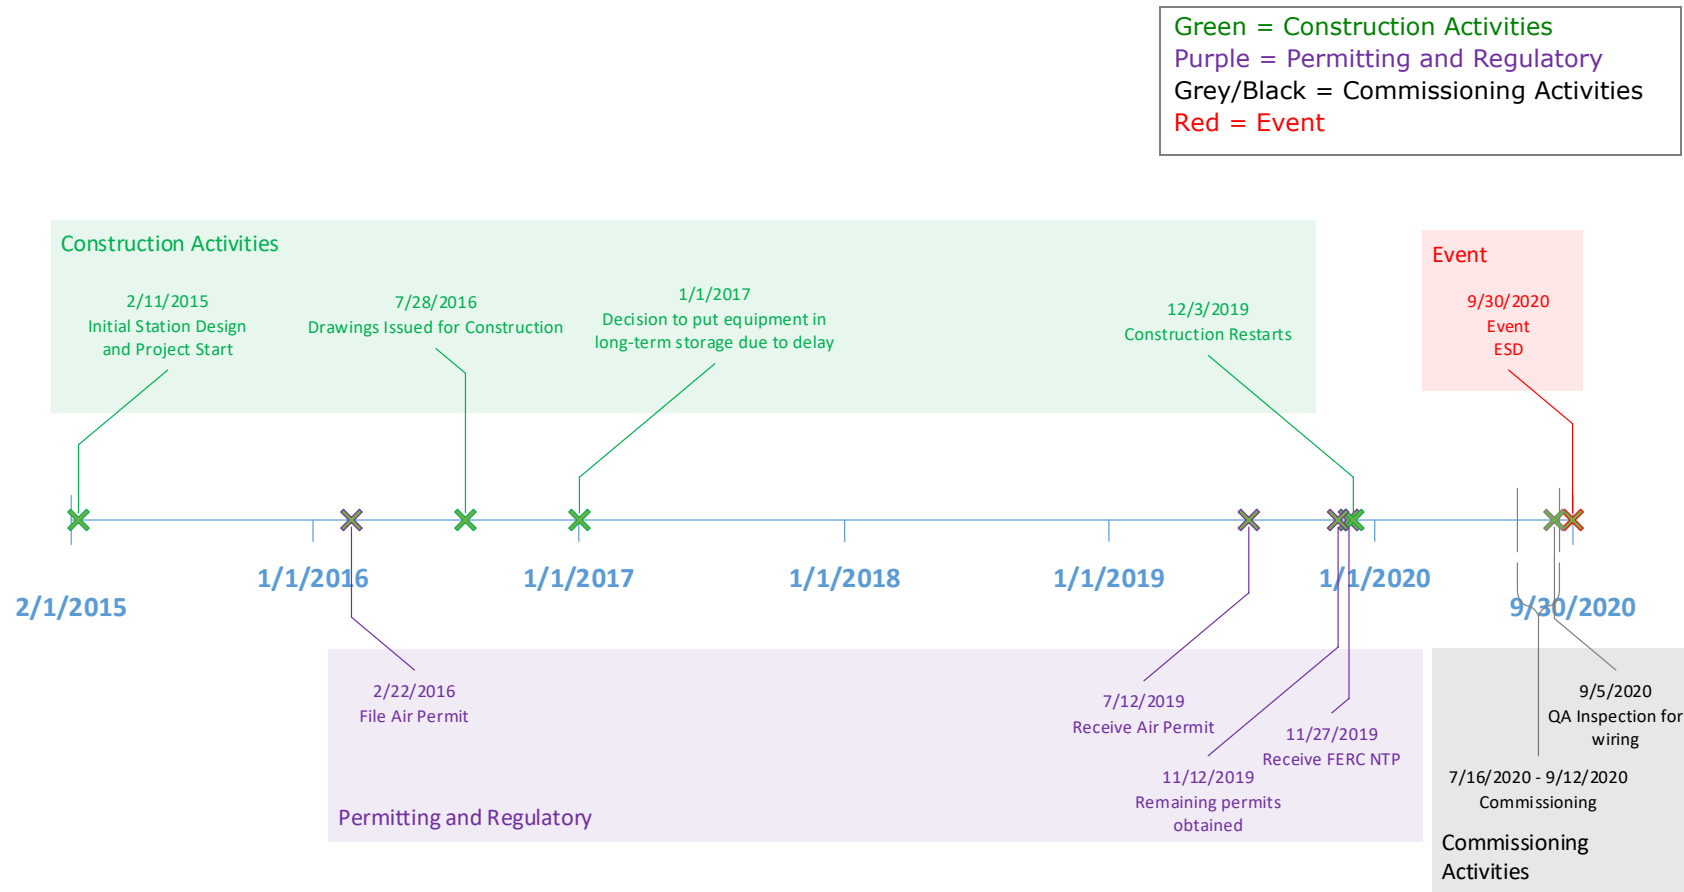 Green = Construction Activities
Purple = Permitting and Regulatory
Grey/Black = Commissioning Activities
Red = Event
Construction Activities
2/11/2015
Initial Station Design
and Project Start
7/28/2016
Drawings Issued for Construction
1/1/2017
Decision to put equipment in
long-term storage due to delay
12/3/2019
Construction Restarts
Event
9/30/2020
Event
ESD
2/1/2015
1/1/2016
1/1/2017
1/1/2018
1/1/2019
1/1/2020
9/30/2020
2/22/2016
File Air Permit
7/12/2019
Receive Air Permit
11/12/2019
Remaining permits
obtained
11/27/2019
Receive FERC NTP
Permitting and Regulatory
9/5/2020
QA Inspection for
wiring
7/16/2020 - 9/12/2020
Commissioning
Commissioning
Activities